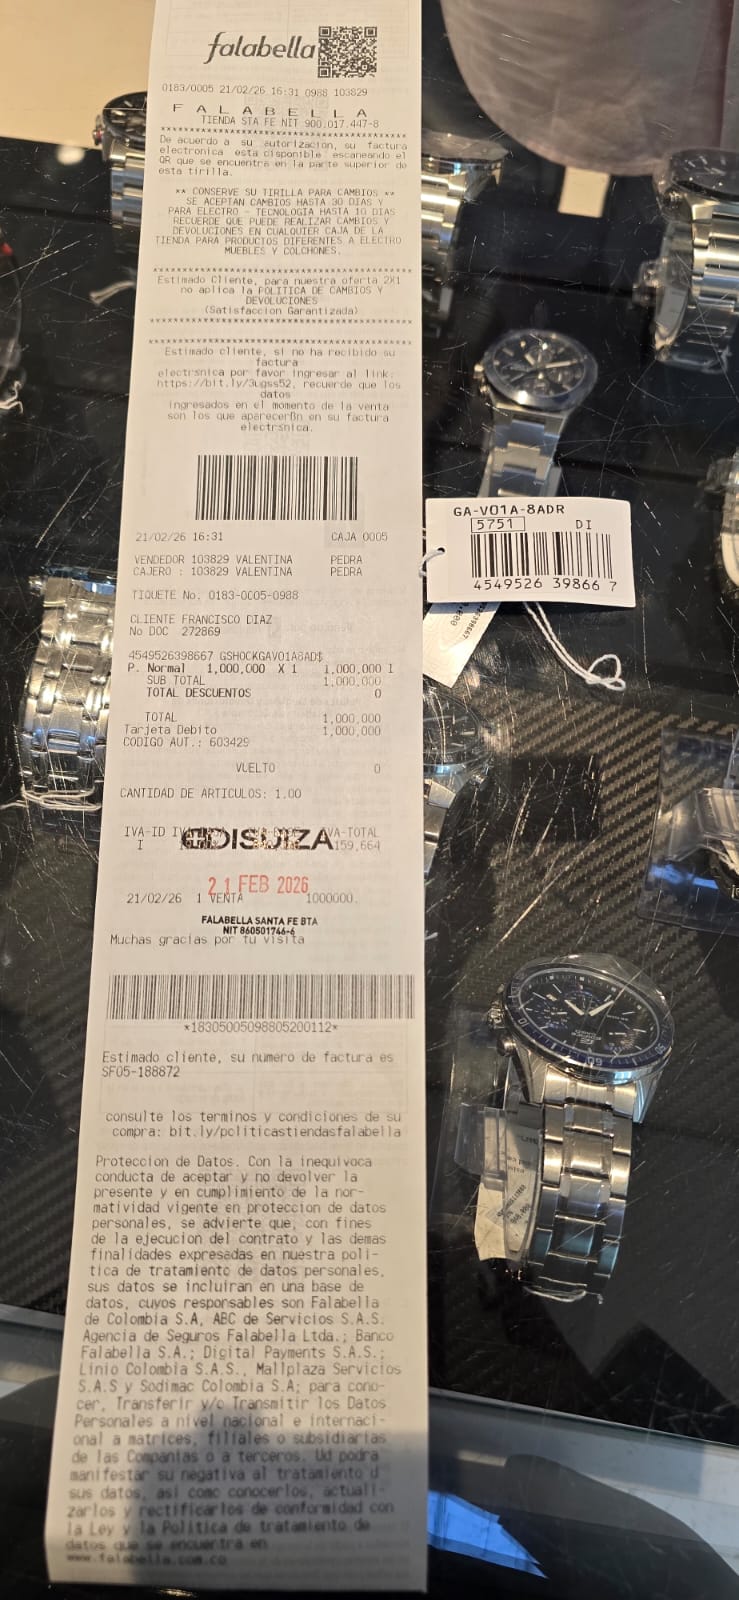 falabella
0183/0005 21/02/26 16:31 0988 103829
F A L A B E L L A
TIENDA STA FE NIT 900.017.447-8
De acuerdo a su autorización, su factura
electronica esta disponible escaneando el
QR que se encuentra en la parte superior de
esta tirilla.
** CONSERVE SU TIRILLA PARA CAMBIOS **
SE ACEPTAN CAMBIOS HASTA 30 DIAS Y
PARA ELECTRO - TECNOLOGIA HASTA 10 DIAS
RECUERDE QUE PUEDE REALIZAR CAMBIOS Y
DEVOLUCIONES EN CUALQUIER CAJA DE LA
TIENDA PARA PRODUCTOS DIFERENTES A ELECTRO
MUEBLES Y COLCHONES.
Estimado Cliente, para nuestra oferta 2X1
no aplica la POLITICA DE CAMBIOS Y
DEVOLUCIONES
(Satisfaccion Garantizada)
Estimado cliente, si no ha recibido su
factura
electrsnica por favor ingresar al link:
https://bit.ly/3ugss52, recuerde que los
datos
ingresados en el momento de la venta
son los que aparecerßn en su factura
electrsnica.
21/02/26 16:31 CAJA 0005
VENDEDOR 103829 VALENTINA PEDRA
CAJERO : 103829 VALENTINA PEDRA
TIQUETE No. 0183-0005-0988
CLIENTE FRANCISCO DIAZ
No DOC 272869
4549526398667 GSHOCKGAV01A8AD$
P. Normal 1,000,000 X 1 1,000,000 I
SUB TOTAL 1,000,000
TOTAL DESCUENTOS 0
TOTAL 1,000,000
Tarjeta Debito 1,000,000
CODIGO AUT.: 603429
VUELTO 0
CANTIDAD DE ARTICULOS: 1.00
IVA-ID IVA-TOTAL
I 159,664
DISUIZA
21 FEB 2026
21/02/26 1 VENTA 1000000.
FALABELLA SANTA FE BTA
NIT 860501746-6
Muchas gracias por tu visita
*18305005098805200112*
Estimado cliente, su numero de factura es
SF05-188872
consulte los terminos y condiciones de su
compra: bit.ly/politicastiendasfalabella
Proteccion de Datos. Con la inequivoca
conducta de aceptar y no devolver la
presente y en cumplimiento de la nor-
matividad vigente en proteccion de datos
personales, se advierte que, con fines
de la ejecucion del contrato y las demas
finalidades expresadas en nuestra poli-
tica de tratamiento de datos personales,
sus datos se incluiran en una base de
datos, cuyos responsables son Falabella
de Colombia S.A, ABC de Servicios S.A.S.
Agencia de Seguros Falabella Ltda.; Banco
Falabella S.A.; Digital Payments S.A.S.;
Linio Colombia S.A.S., Mallplaza Servicios
S.A.S y Sodimac Colombia S.A; para cono-
cer, Transferir y/o Transmitir los Datos
Personales a nivel nacional e internaci-
onal a matrices, filiales o subsidiarias
de las Companias o a terceros. Ud podra
manifestar su negativa al tratamiento d
sus datos, asi como conocerlos, actuali-
zarlos y rectificarlos de conformidad con
la Ley y la Politica de tratamiento de
datos que se encuentra en
www.falabella.com.co
GA-V01A-8ADR
5751 DI
4549526 39866 7